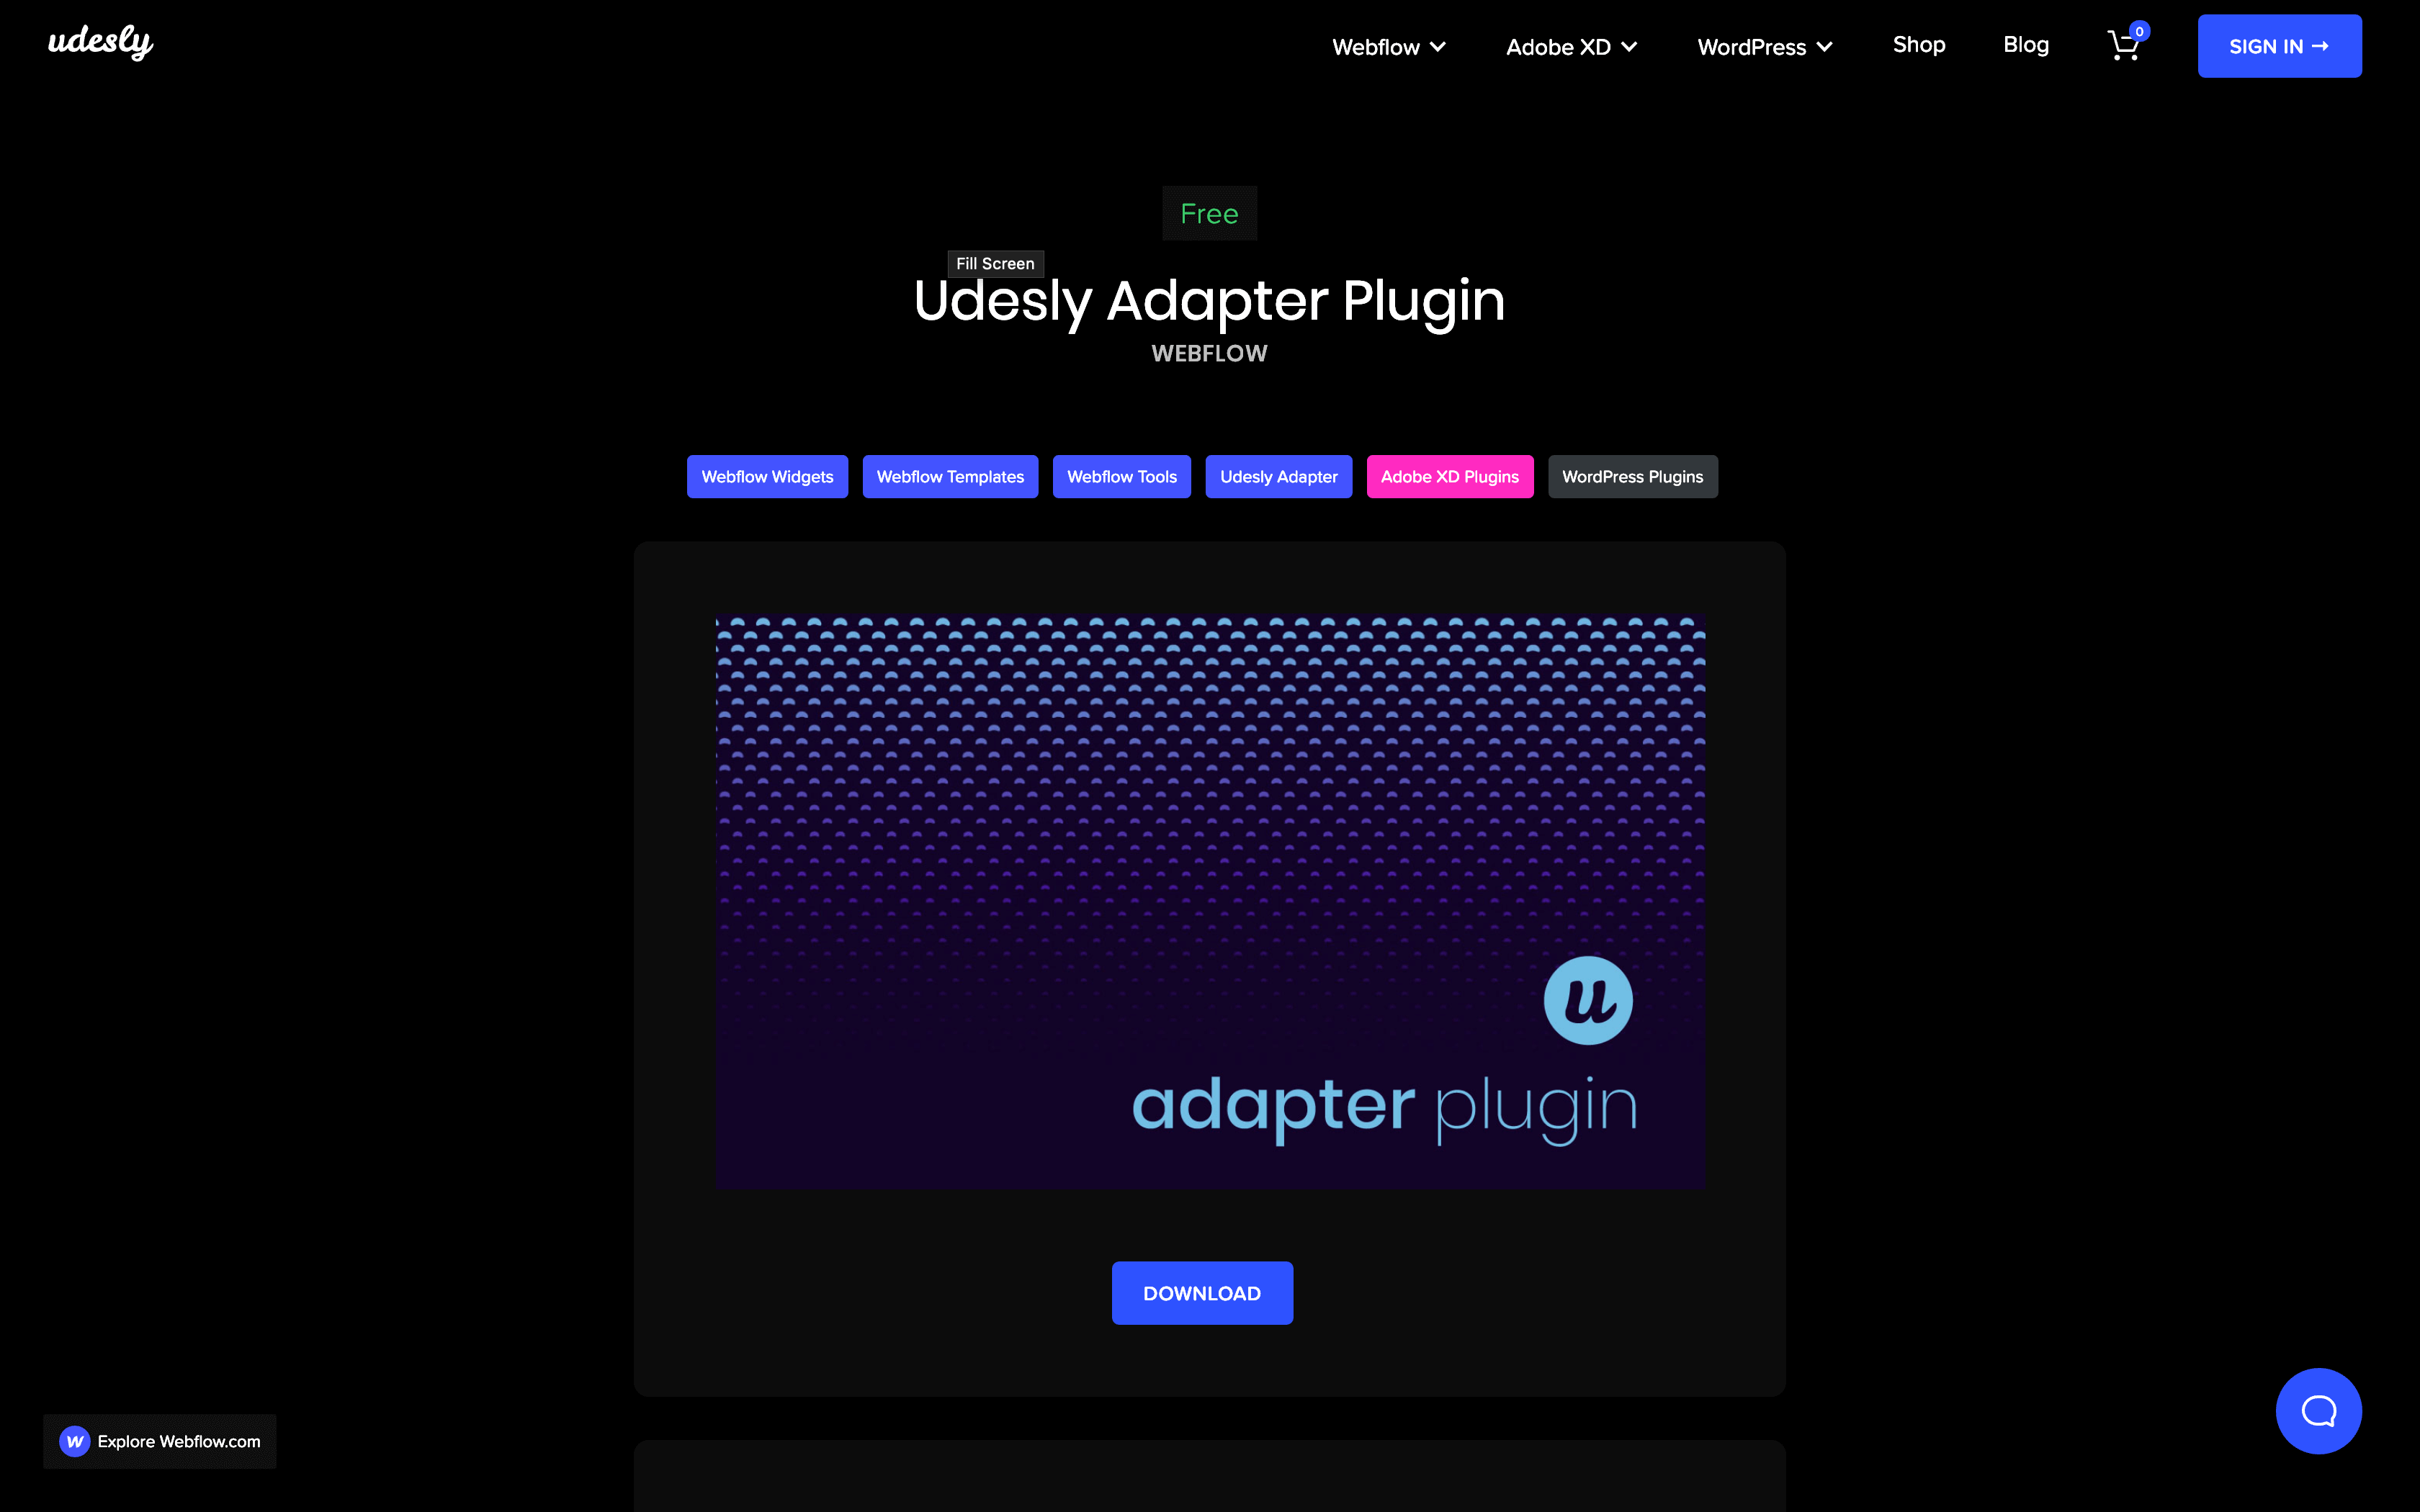 udesly
Webflow Adobe XD WordPress Shop Blog 0 SIGN IN →
Free
Fill Screen
Udesly Adapter Plugin
WEBFLOW
Webflow Widgets Webflow Templates Webflow Tools Udesly Adapter Adobe XD Plugins WordPress Plugins
u
adapter plugin
DOWNLOAD
W Explore Webflow.com